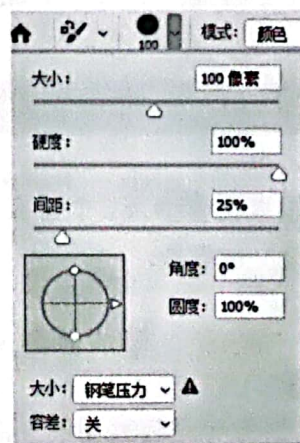 100 模式: 颜色
大小: 100 像素
硬度: 100%
间距: 25%
角度: 0°
圆度: 100%
大小: 钢笔压力
容差: 关